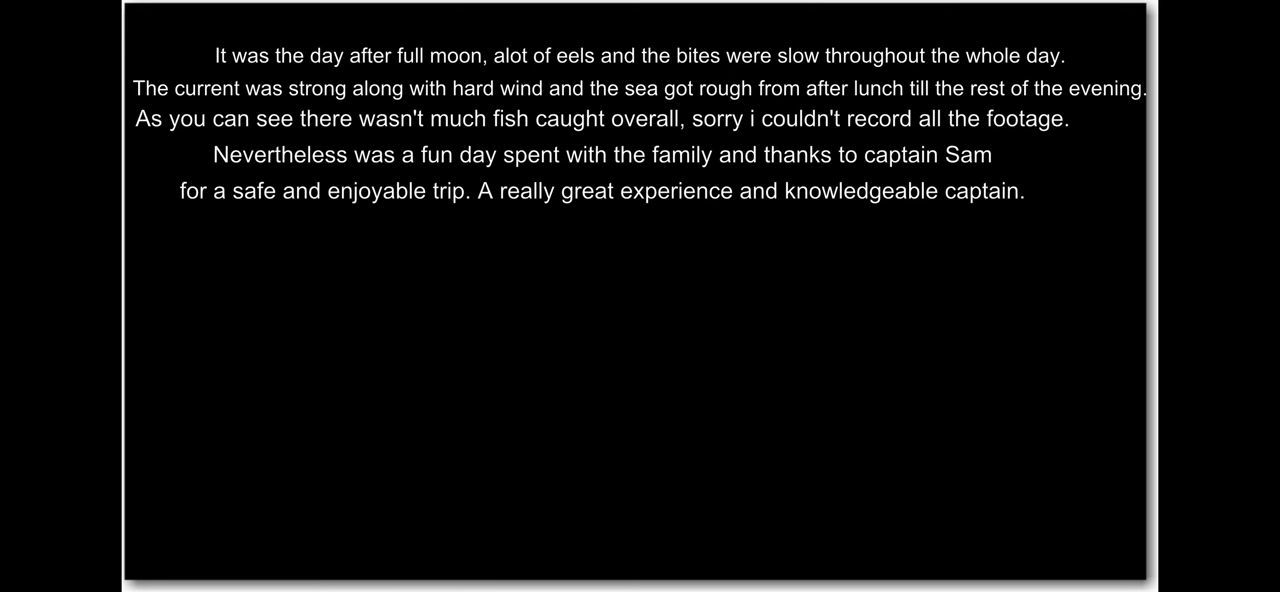 It was the day after full moon, alot of eels and the bites were slow throughout the whole day.
The current was strong along with hard wind and the sea got rough from after lunch till the rest of the evening.
As you can see there wasn't much fish caught overall, sorry i couldn't record all the footage.
Nevertheless was a fun day spent with the family and thanks to captain Sam
for a safe and enjoyable trip. A really great experience and knowledgeable captain.